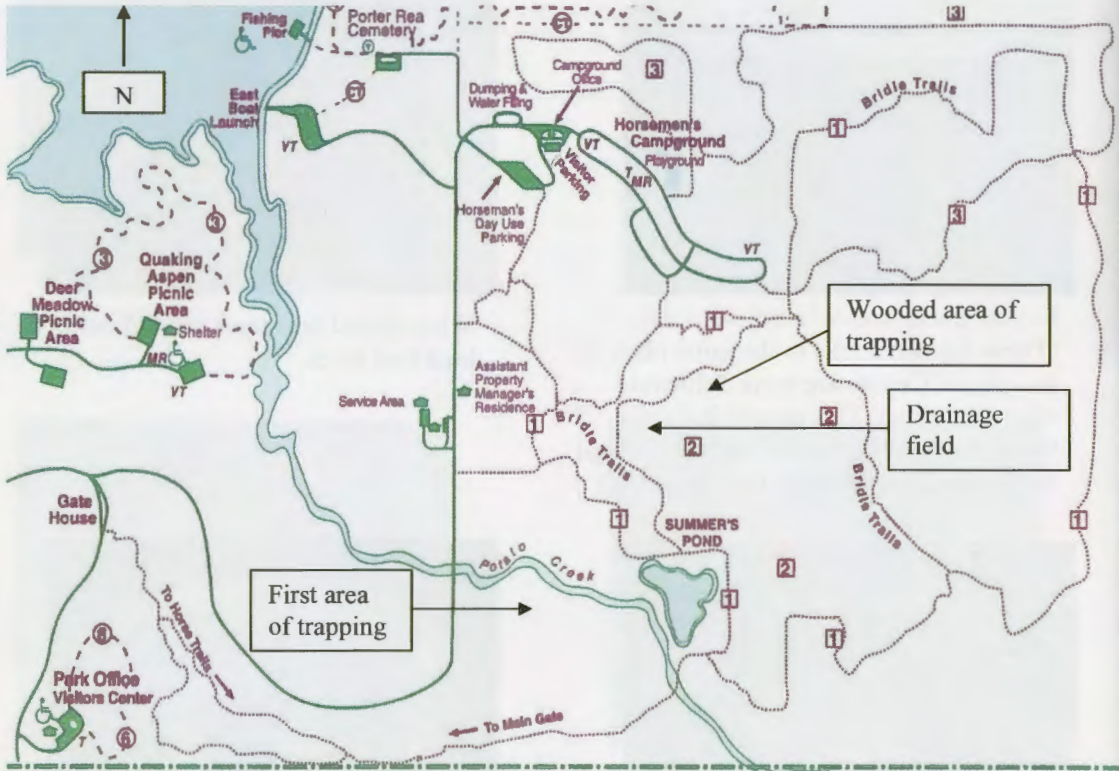 Fishing
Pier
Porter Rea
Cemetery
CT
3
N
3
Campground
Office
Dumping &
Water Filling
East
Boat
Launch
CT
VT
Bridle Trails
1
Horsemen's
Campground
Playground
VT
T
MR
Visitor
Parking
1
Horseman's
Day Use
Parking
3
3
3
VT
Quaking
Aspen
Picnic
Area
Deer
Meadow
Picnic
Area
Shelter
MR
VT
1
Wooded area of
trapping
Assistant
Property
Manager's
Residence
Service Area
1
Bridle Trails
2
2
Drainage
field
Bridle Trails
Gate
House
1
SUMMER'S
POND
1
Potato Creek
2
First area
of trapping
1
1
To Horse Trails
6
Park Office
Visitors Center
T
6
To Main Gate